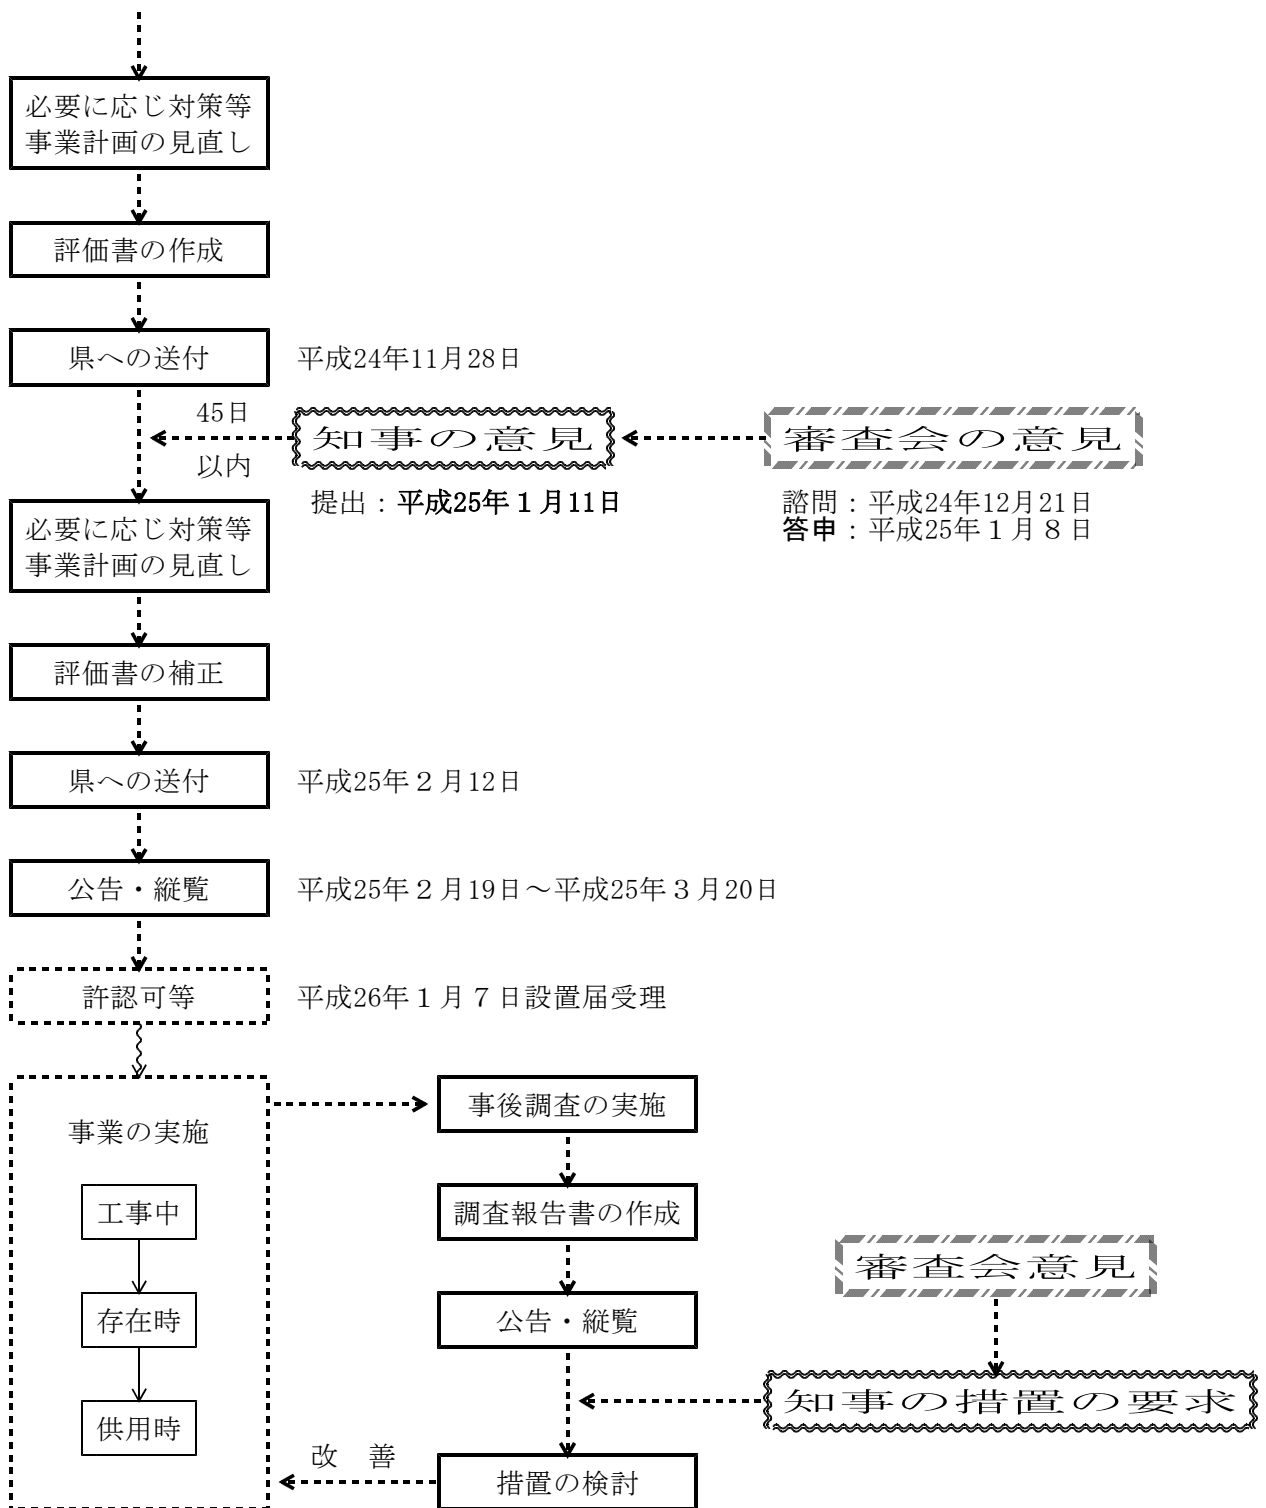 必要に応じ対策等
事業計画の見直し
評価書の作成
県への送付
平成24年11月28日
45日
以内
知事の意見
審査会の意見
提出：平成25年１月11日
諮問：平成24年12月21日
答申：平成25年１月８日
必要に応じ対策等
事業計画の見直し
評価書の補正
県への送付
平成25年２月12日
公告・縦覧
平成25年２月19日～平成25年３月20日
許認可等
平成26年１月７日設置届受理
事業の実施
工事中
存在時
供用時
事後調査の実施
調査報告書の作成
公告・縦覧
審査会意見
知事の措置の要求
改　善
措置の検討